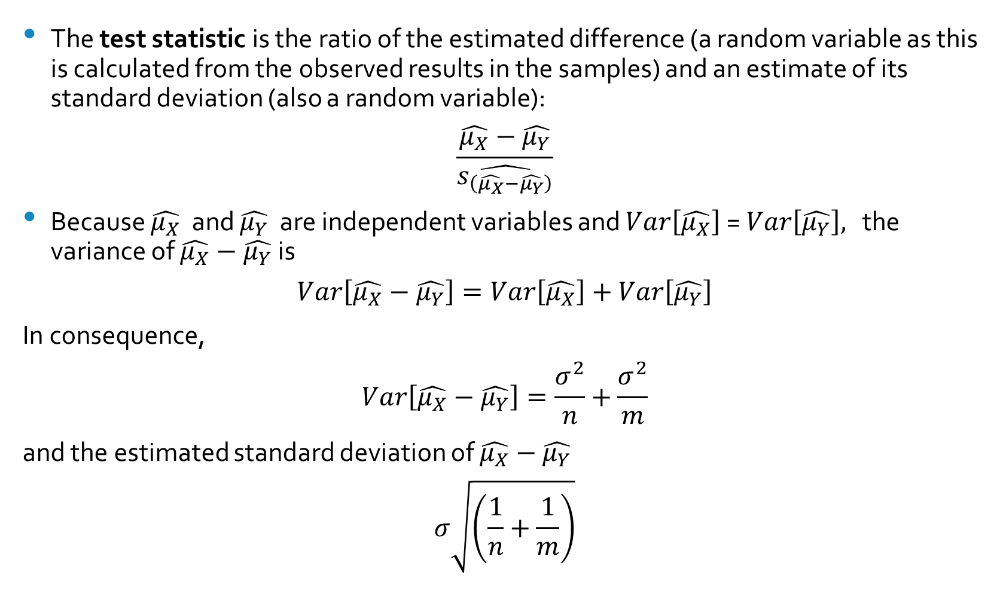 • The test statistic is the ratio of the estimated difference (a random variable as this
is calculated from the observed results in the samples) and an estimate of its
standard deviation (also a random variable):
$\frac{\widehat{\mu_X} - \widehat{\mu_Y}}{s_{(\widehat{\widehat{\mu_X} - \widehat{\mu_Y}})}}$
• Because $\widehat{\mu_X}$ and $\widehat{\mu_Y}$ are independent variables and $Var[\widehat{\mu_X}]$ = $Var[\widehat{\mu_Y}]$, the
variance of $\widehat{\mu_X} - \widehat{\mu_Y}$ is
$Var[\widehat{\mu_X} - \widehat{\mu_Y}] = Var[\widehat{\mu_X}] + Var[\widehat{\mu_Y}]$
In consequence,
$Var[\widehat{\mu_X} - \widehat{\mu_Y}] = \frac{\sigma^2}{n} + \frac{\sigma^2}{m}$
and the estimated standard deviation of $\widehat{\mu_X} - \widehat{\mu_Y}$
$\sigma \sqrt{\left(\frac{1}{n} + \frac{1}{m}\right)}$